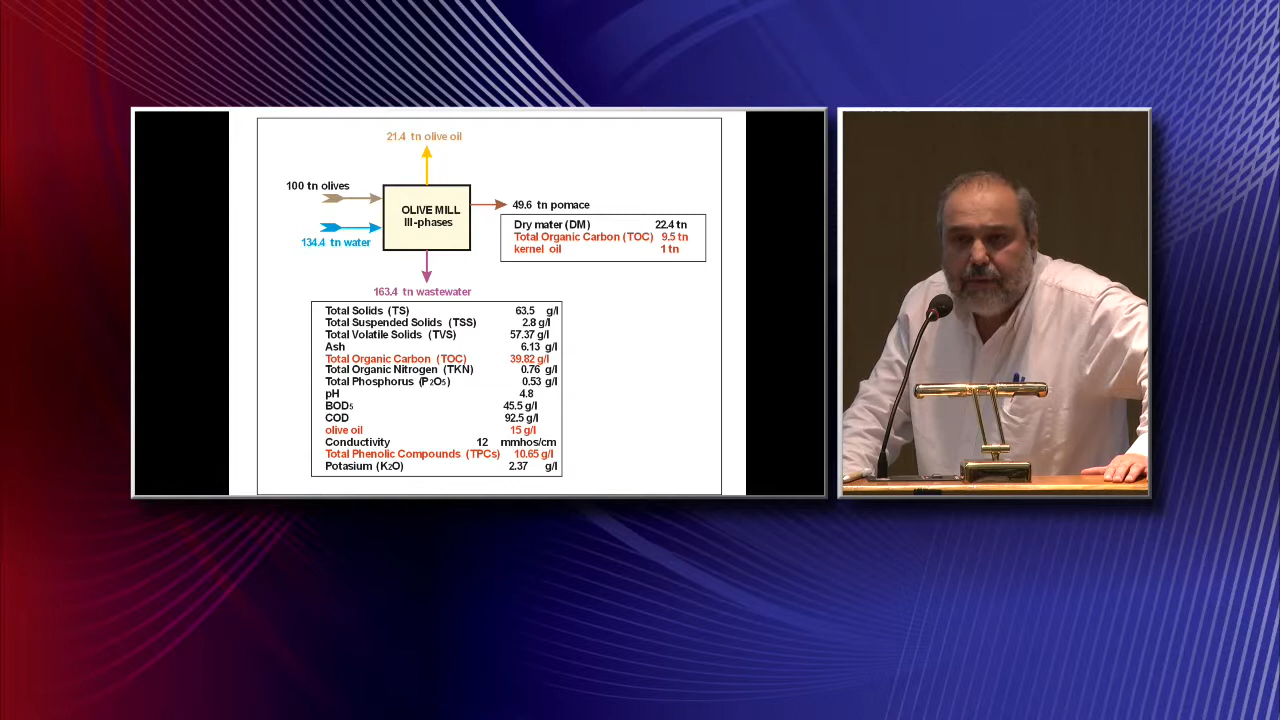 21.4 tn olive oil
100 tn olives
134.4 tn water
OLIVE MILL
III-phases
49.6 tn pomace
Dry mater (DM) 22.4 tn
Total Organic Carbon (TOC) 9.5 tn
kernel oil 1 tn
163.4 tn wastewater
Total Solids (TS) 63.5 g/l
Total Suspended Solids (TSS) 2.8 g/l
Total Volatile Solids (TVS) 57.37 g/l
Ash 6.13 g/l
Total Organic Carbon (TOC) 39.82 g/l
Total Organic Nitrogen (TKN) 0.76 g/l
Total Phosphorus (P2O5) 0.53 g/l
pH 4.8
BOD5 45.5 g/l
COD 92.5 g/l
olive oil 15 g/l
Conductivity 12 mmhos/cm
Total Phenolic Compounds (TPCs) 10.65 g/l
Potasium (K2O) 2.37 g/l